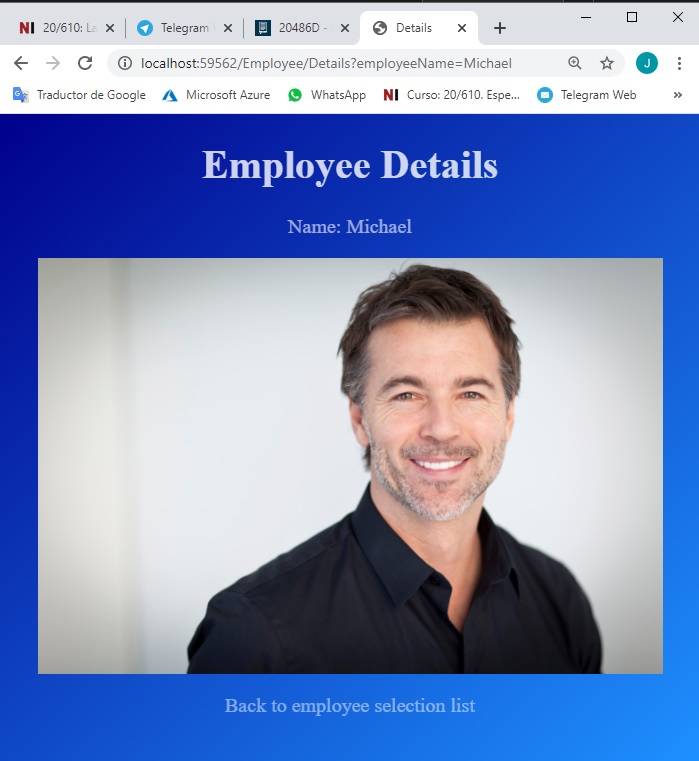 20/610: La
Telegram
20486D -
Details
localhost:59562/Employee/Details?employeeName=Michael
J
Traductor de Google
Microsoft Azure
WhatsApp
NI
Curso: 20/610. Espe...
Telegram Web
»
Employee Details
Name: Michael
Back to employee selection list